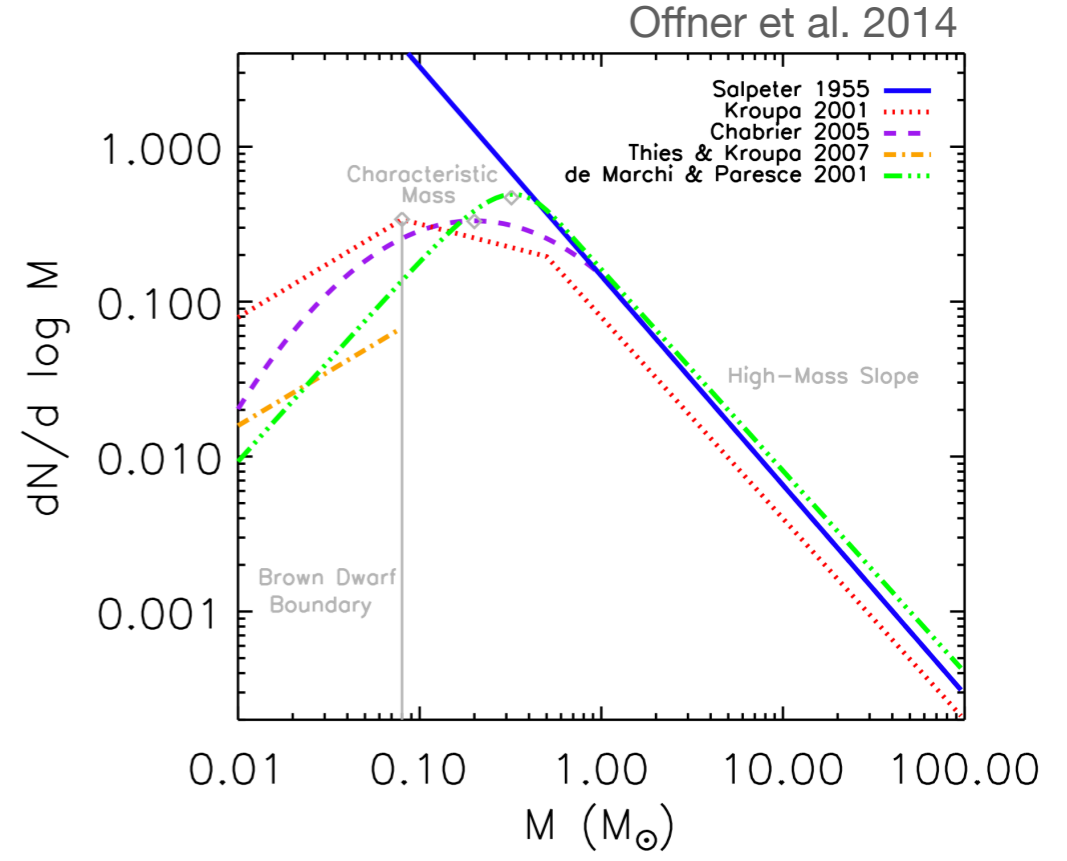 Offner et al. 2014
Salpeter 1955
Kroupa 2001
Chabrier 2005
Thies & Kroupa 2007
de Marchi & Paresce 2001
Characteristic
Mass
High-Mass Slope
Brown Dwarf
Boundary
dN/d log M
1.000
0.100
0.010
0.001
0.01 0.10 1.00 10.00 100.00
M (M⊙)